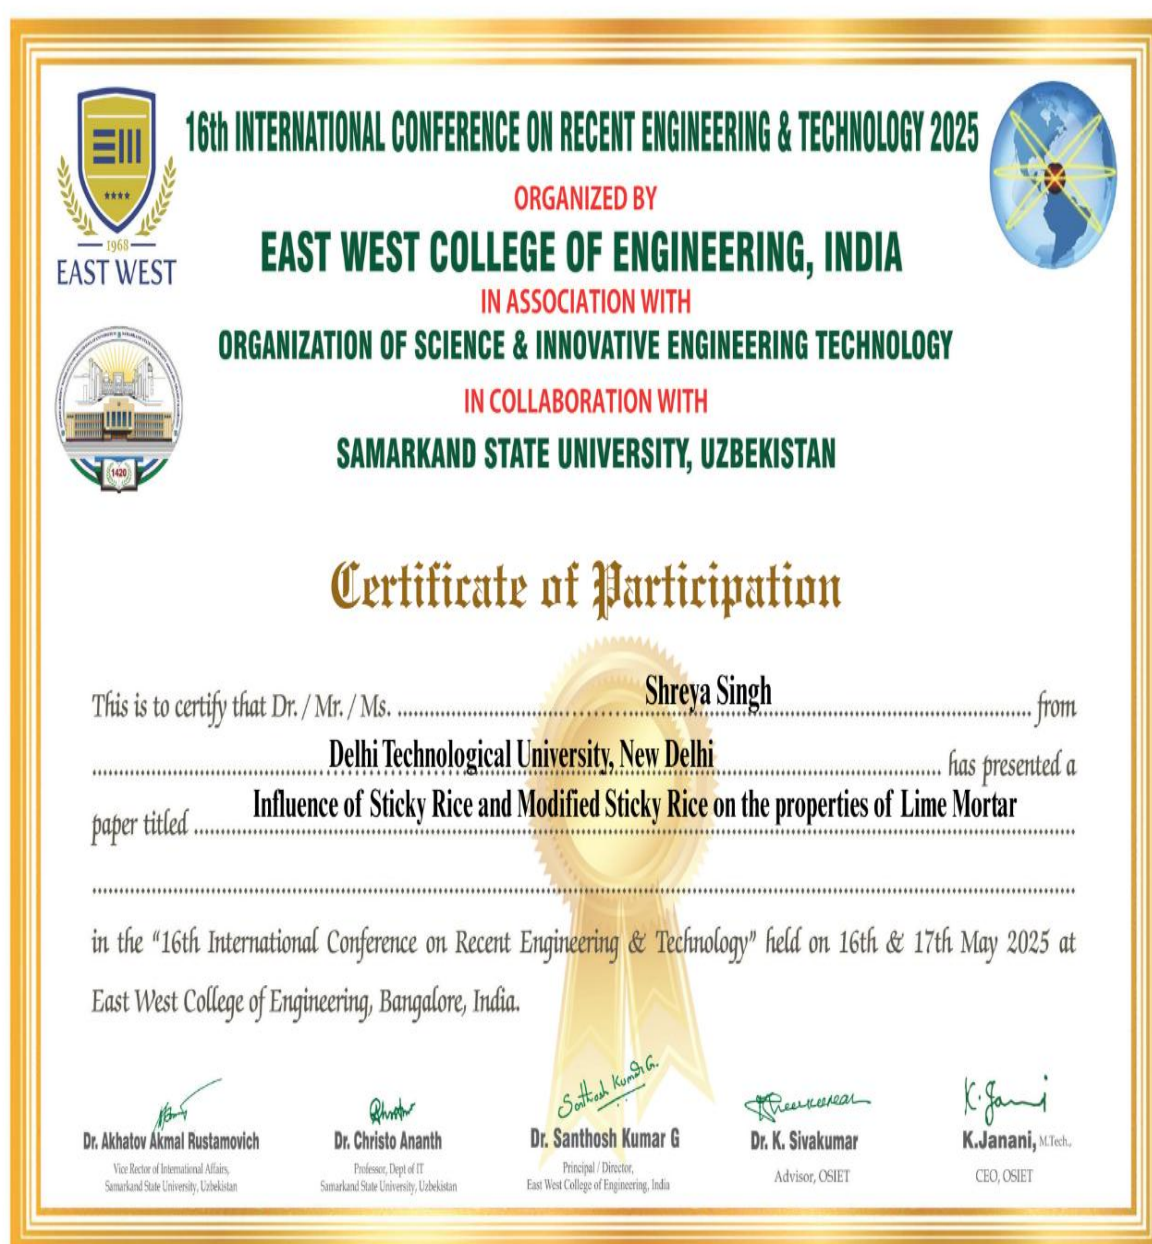 16th INTERNATIONAL CONFERENCE ON RECENT ENGINEERING & TECHNOLOGY 2025
ORGANIZED BY
EAST WEST COLLEGE OF ENGINEERING, INDIA
IN ASSOCIATION WITH
ORGANIZATION OF SCIENCE & INNOVATIVE ENGINEERING TECHNOLOGY
IN COLLABORATION WITH
SAMARKAND STATE UNIVERSITY, UZBEKISTAN
1968
EAST WEST
1420
Certificate of Participation
This is to certify that Dr. / Mr. / Ms. Shreya Singh from
Delhi Technological University, New Delhi has presented a
paper titled Influence of Sticky Rice and Modified Sticky Rice on the properties of Lime Mortar
in the “16th International Conference on Recent Engineering & Technology” held on 16th & 17th May 2025 at
East West College of Engineering, Bangalore, India.
Santhosh Kumar G.
K. Janani
Dr. Akhatov Akmal Rustamovich
Vice Rector of International Affairs,
Samarkand State University, Uzbekistan
Dr. Christo Ananth
Professor, Dept of IT
Samarkand State University, Uzbekistan
Dr. Santhosh Kumar G
Principal / Director,
East West College of Engineering, India
Dr. K. Sivakumar
Advisor, OSIET
K.Janani, M.Tech.,
CEO, OSIET